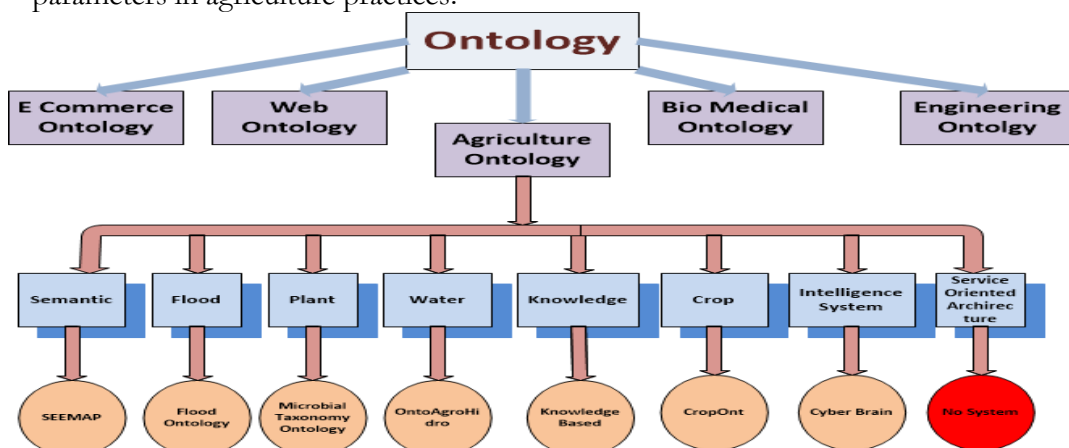 parameters in agriculture practices.
Ontology
E Commerce
Ontology
Web
Ontology
Agriculture
Ontology
Bio Medical
Ontology
Engineering
Ontolgy
Semantic
Flood
Plant
Water
Knowledge
Crop
Intelligence
System
Service
Oriented
Archirec
ture
SEEMAP
Flood
Ontology
Microbial
Taxonomy
Ontology
OntoAgroHi
dro
Knowledge
Based
CropOnt
Cyber Brain
No System